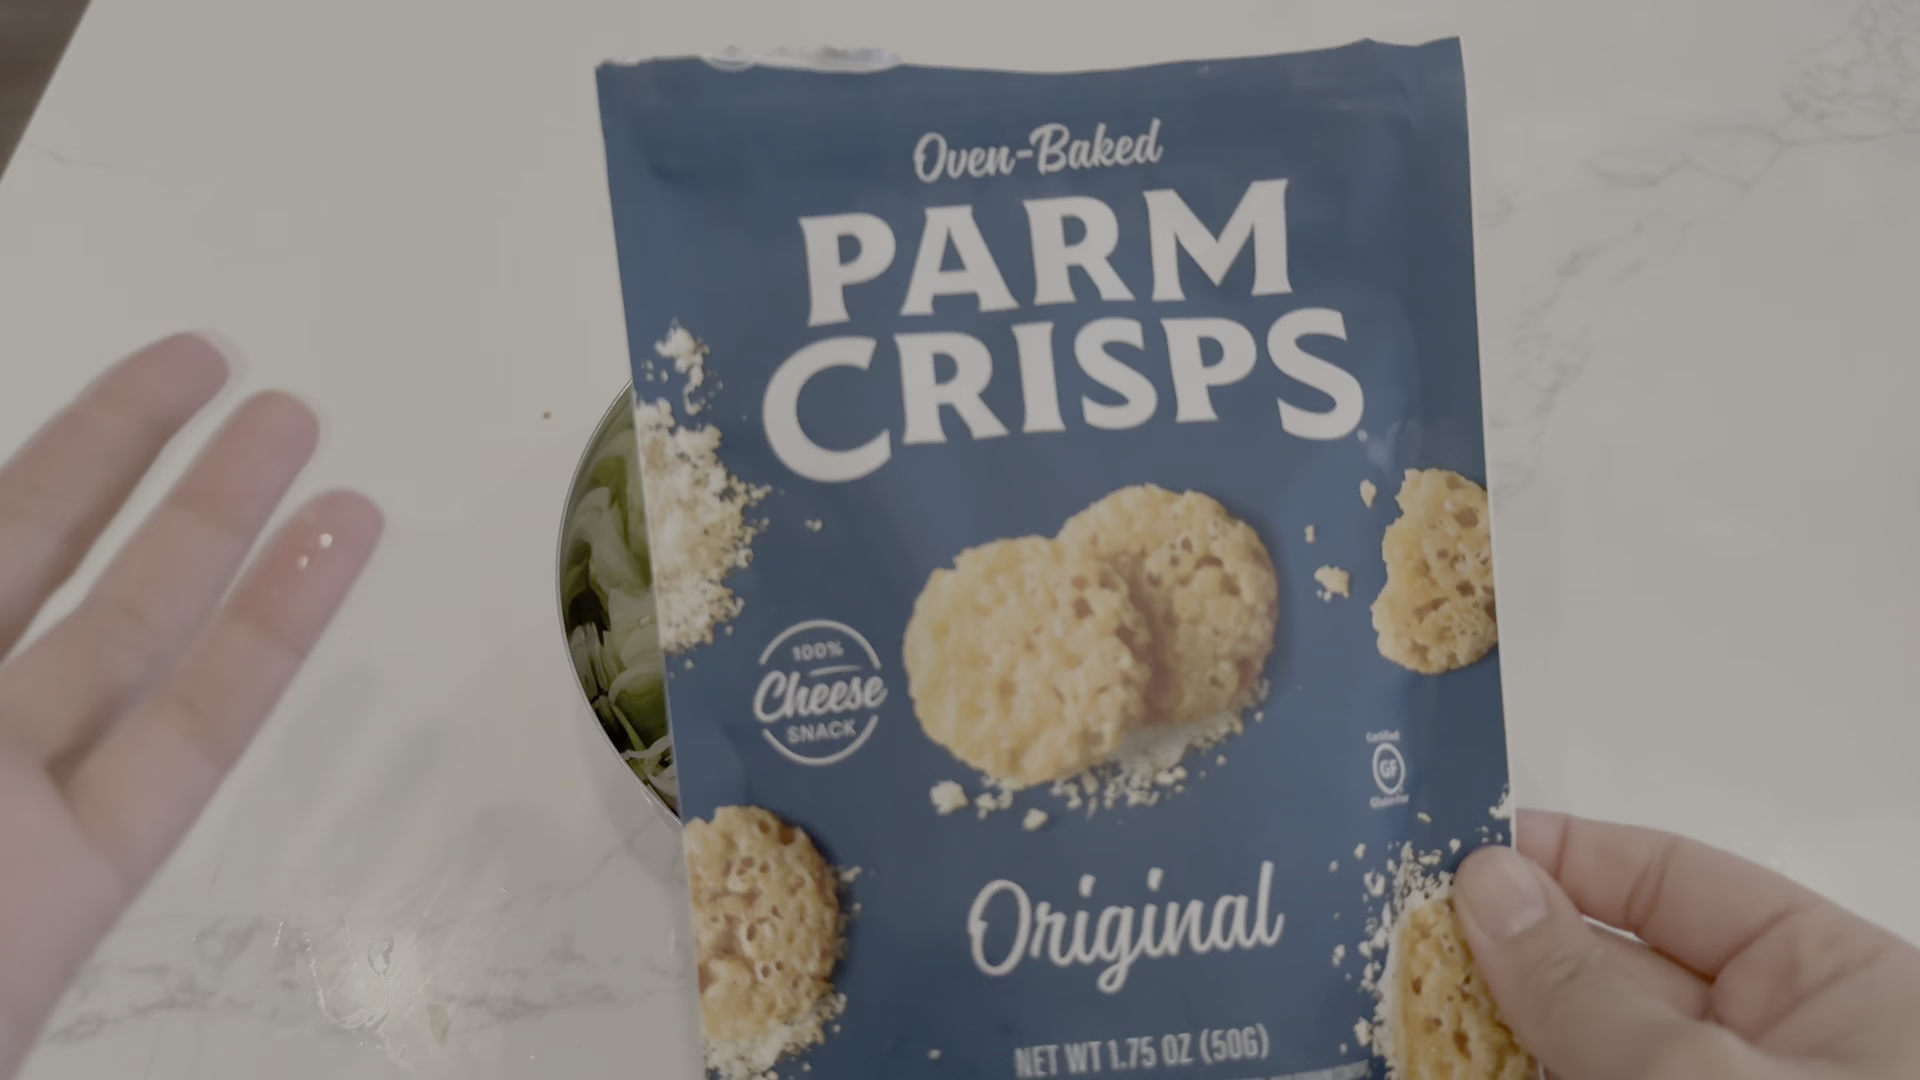 Oven-Baked
PARM
CRISPS
100%
Cheese
SNACK
Certified
GF
Gluten-Free
Original
NET WT 1.75 OZ (50G)